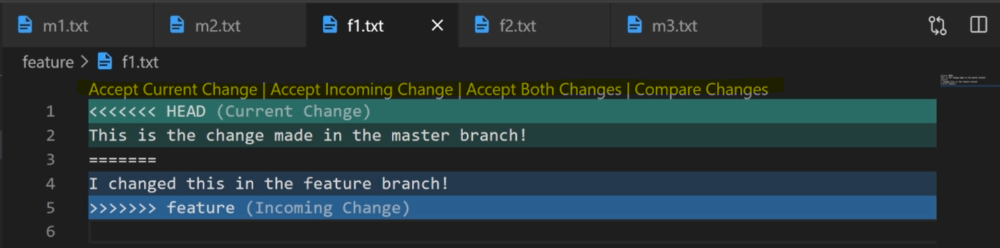 m1.txt m2.txt f1.txt f2.txt m3.txt
feature > f1.txt
Accept Current Change | Accept Incoming Change | Accept Both Changes | Compare Changes
1 <<<<<<< HEAD (Current Change)
2 This is the change made in the master branch!
3 =======
4 I changed this in the feature branch!
5 >>>>>>> feature (Incoming Change)
6